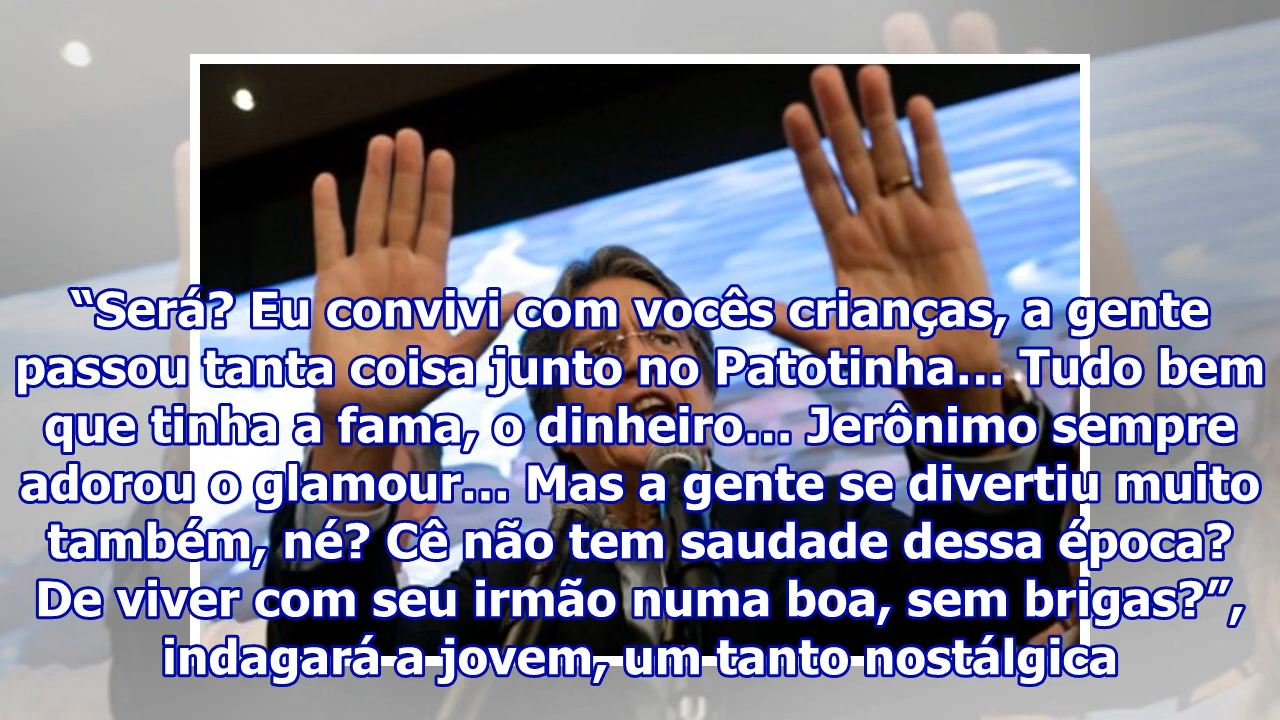 “Será? Eu convivi com vocês crianças, a gente
passou tanta coisa junto no Patotinha... Tudo bem
que tinha a fama, o dinheiro... Jerônimo sempre
adorou o glamour... Mas a gente se divertiu muito
também, né? Cê não tem saudade dessa época?
De viver com seu irmão numa boa, sem brigas?”,
indagará a jovem, um tanto nostálgica